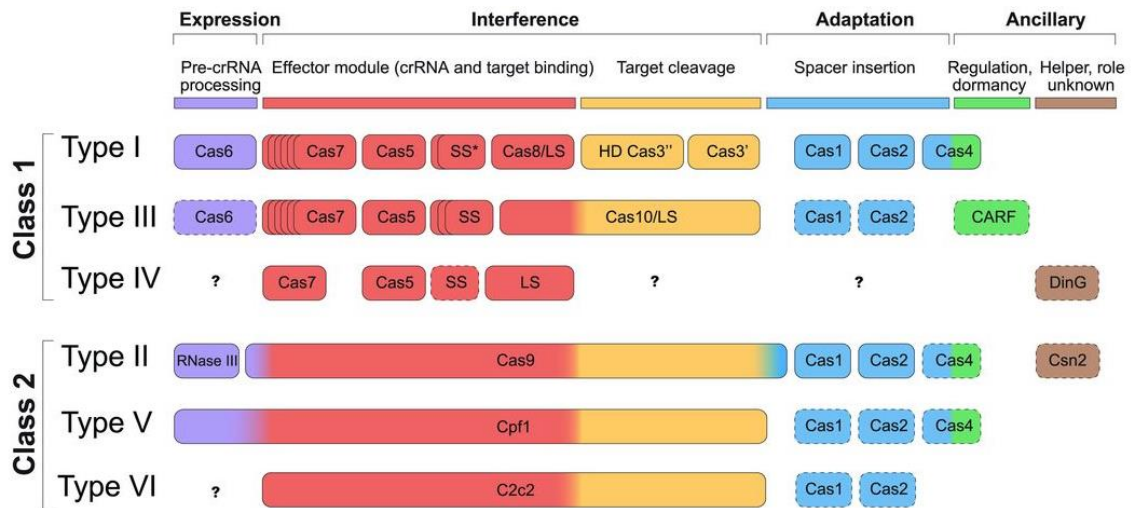 Expression Interference Adaptation Ancillary
Pre-crRNA processing Effector module (crRNA and target binding) Target cleavage Spacer insertion Regulation, dormancy Helper, role unknown
Class 1
Type I Cas6 Cas7 Cas5 SS* Cas8/LS HD Cas3'' Cas3' Cas1 Cas2 Cas4
Type III Cas6 Cas7 Cas5 SS Cas10/LS Cas1 Cas2 CARF
Type IV ? Cas7 Cas5 SS LS ? ? DinG
Class 2
Type II RNase III Cas9 Cas1 Cas2 Cas4 Csn2
Type V Cpf1 Cas1 Cas2 Cas4
Type VI ? C2c2 Cas1 Cas2